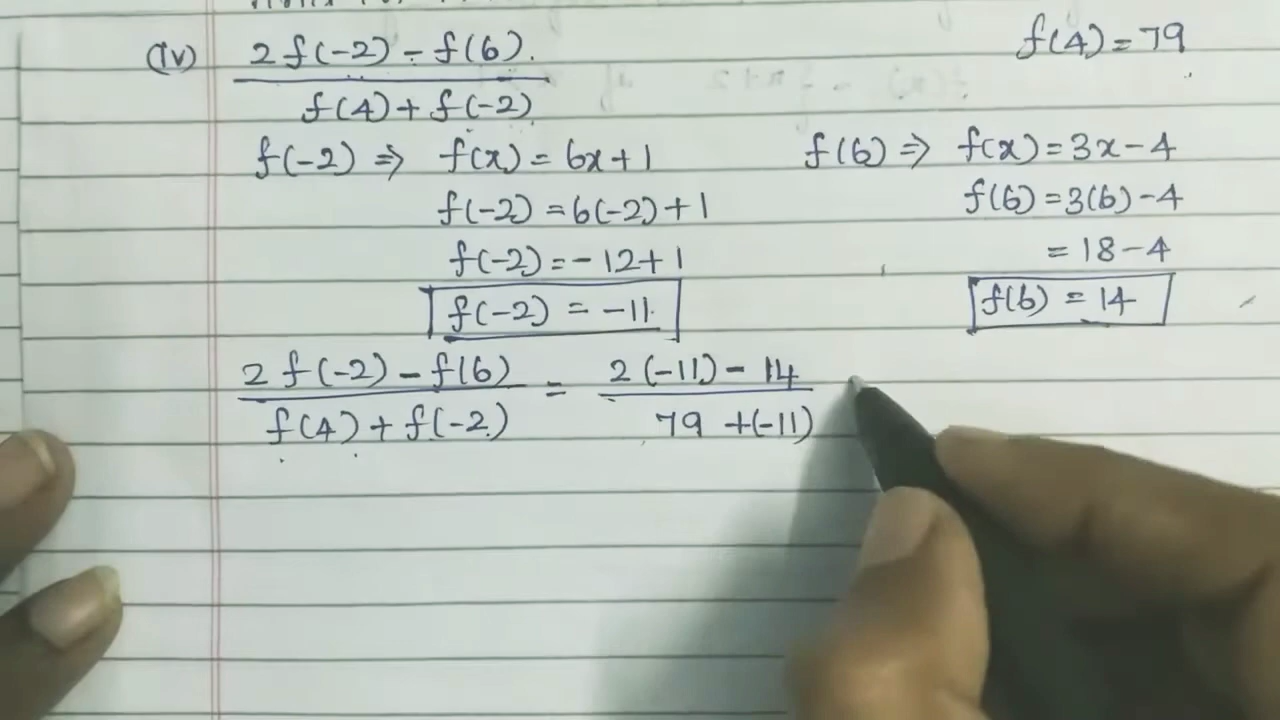 (iv) 2f(-2) - f(6)
f(4) + f(-2)
f(4) = 79
f(-2) ⇒ f(x) = 6x+1
f(-2) = 6(-2)+1
f(-2) = -12+1
f(-2) = -11
f(6) ⇒ f(x) = 3x-4
f(6) = 3(6)-4
= 18-4
f(6) = 14
2f(-2) - f(6) = 2(-11) - 14
f(4) + f(-2) 79 +(-11)